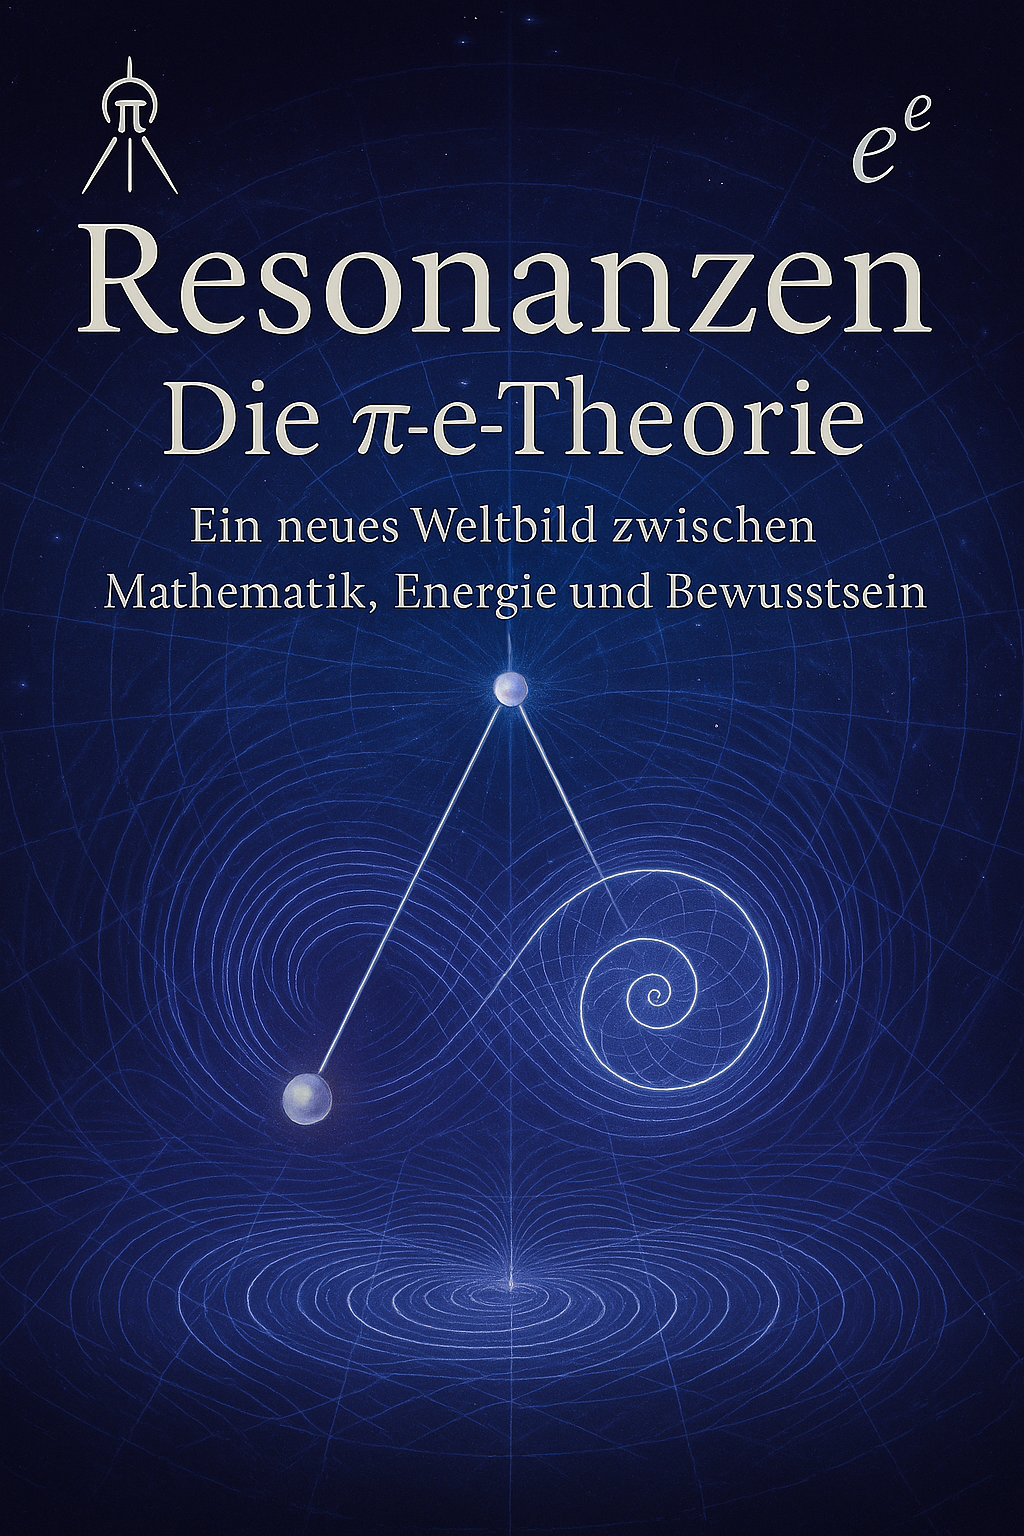 π
e^e
Resonanzen
Die π-e-Theorie
Ein neues Weltbild zwischen
Mathematik, Energie und Bewusstsein